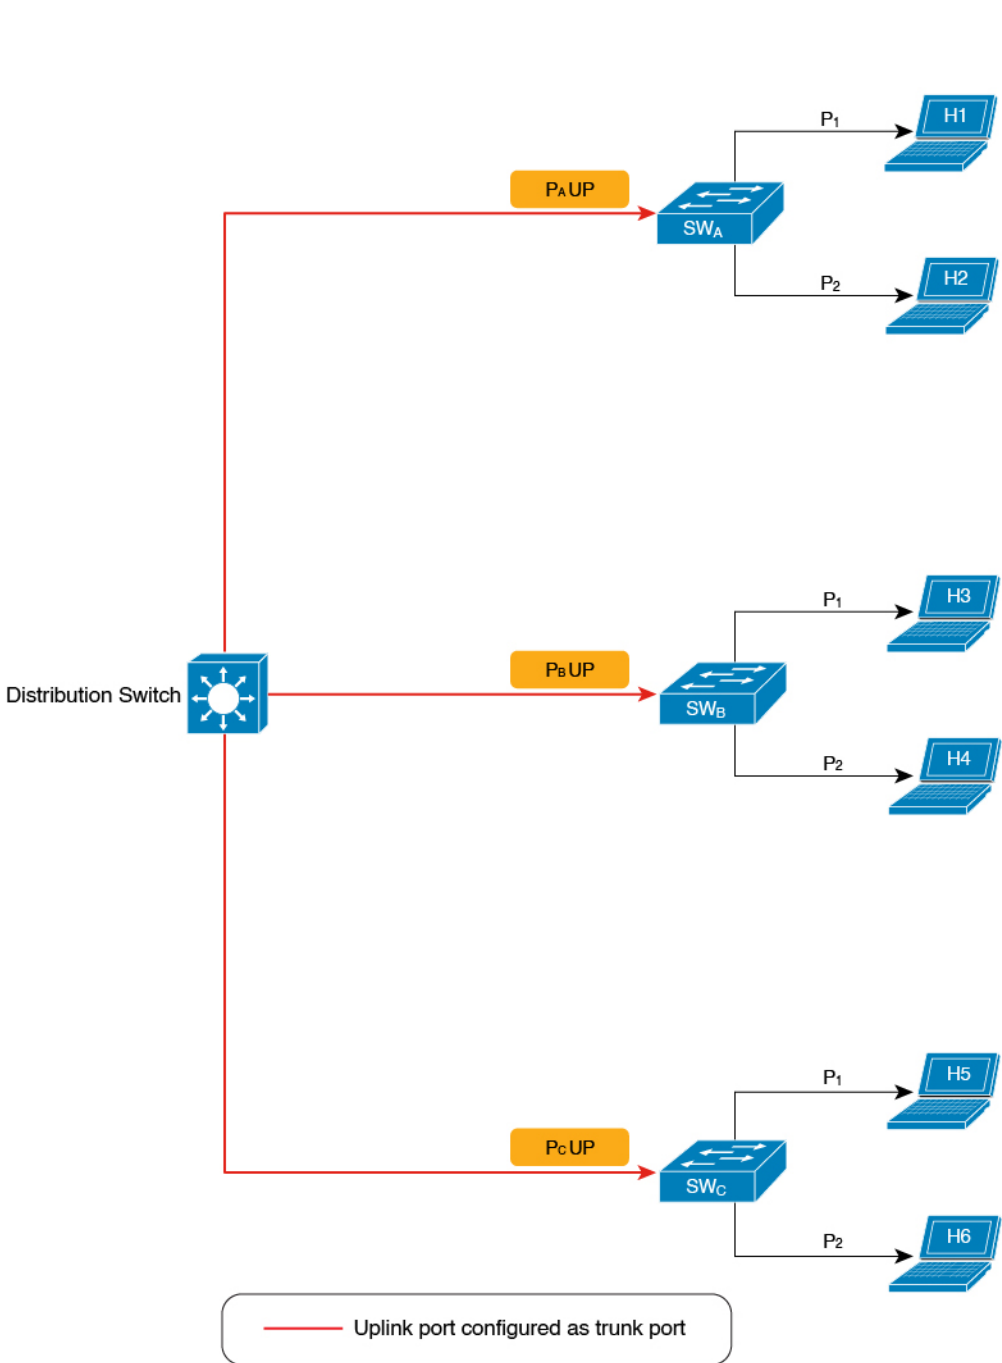 P1
H1
PA UP
SWA
P2
H2
P1
H3
PB UP
Distribution Switch
SWB
P2
H4
P1
H5
PC UP
SWC
P2
H6
Uplink port configured as trunk port